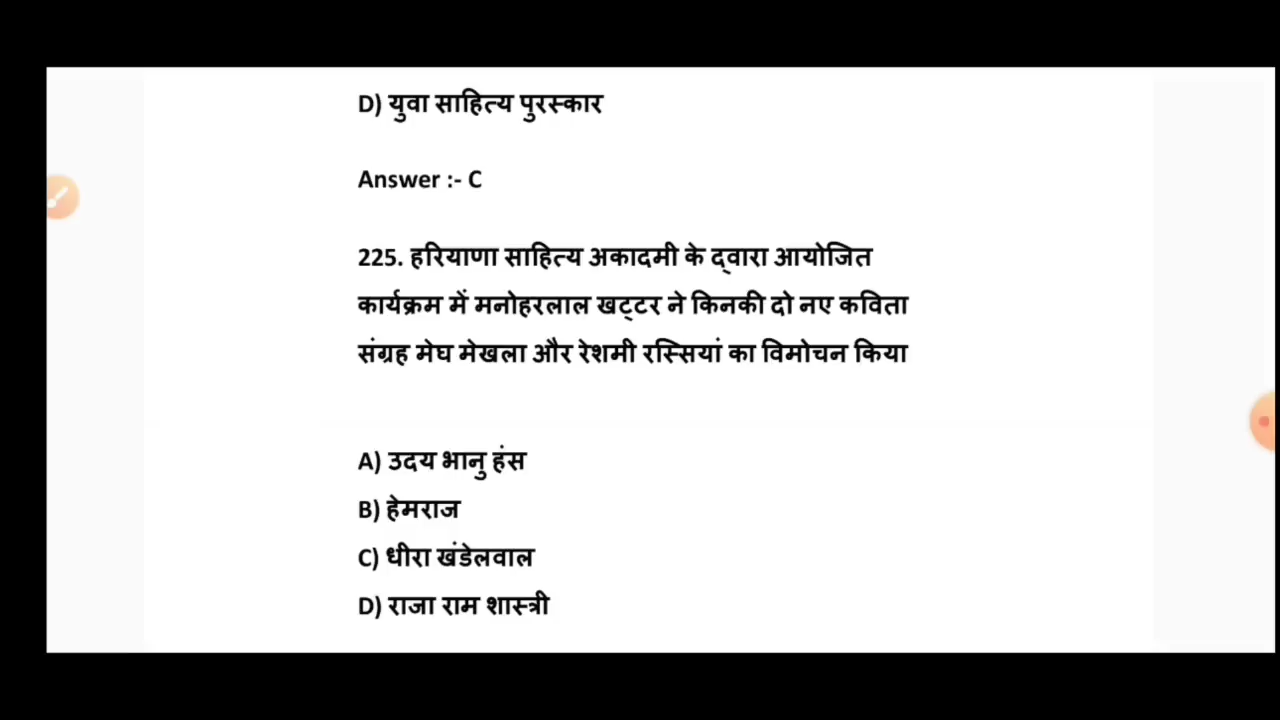 D) युवा साहित्य पुरस्कार
Answer :- C
225. हरियाणा साहित्य अकादमी के द्वारा आयोजित
कार्यक्रम में मनोहरलाल खट्टर ने किनकी दो नए कविता
संग्रह मेघ मेखला और रेशमी रस्सियां का विमोचन किया
A) उदय भानु हंस
B) हेमराज
C) धीरा खंडेलवाल
D) राजा राम शास्त्री